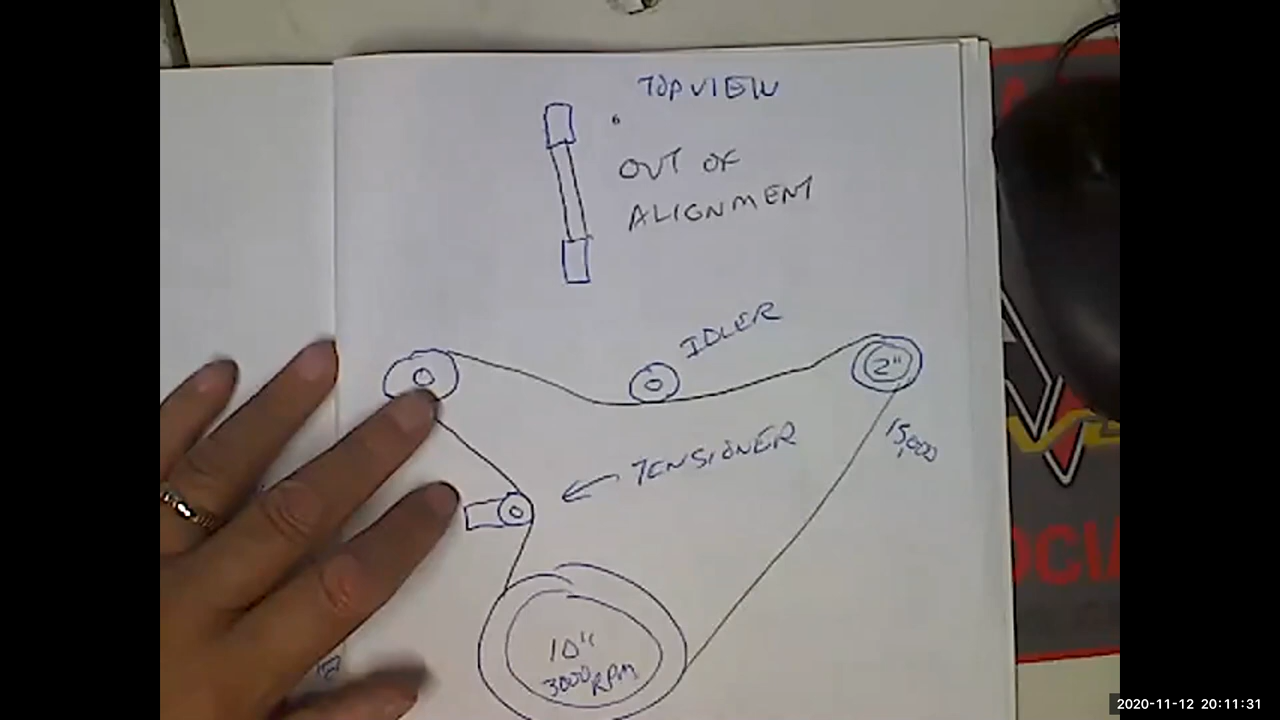 TOP VIEW
OUT OF
ALIGNMENT
IDLER
2"
15,000
TENSIONER
10"
3000 RPM
OCIA
2020-11-12 20:11:31